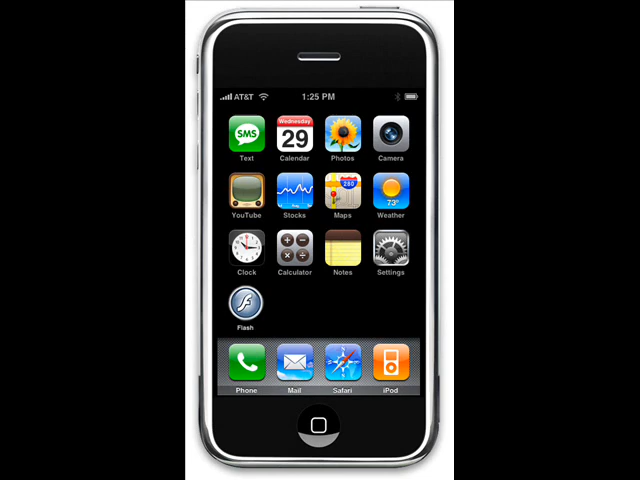 AT&T 1:25 PM
SMS Wednesday 29 280 73°
Text Calendar Photos Camera
YouTube Stocks Maps Weather
Clock Calculator Notes Settings
Flash
Phone Mail Safari iPod